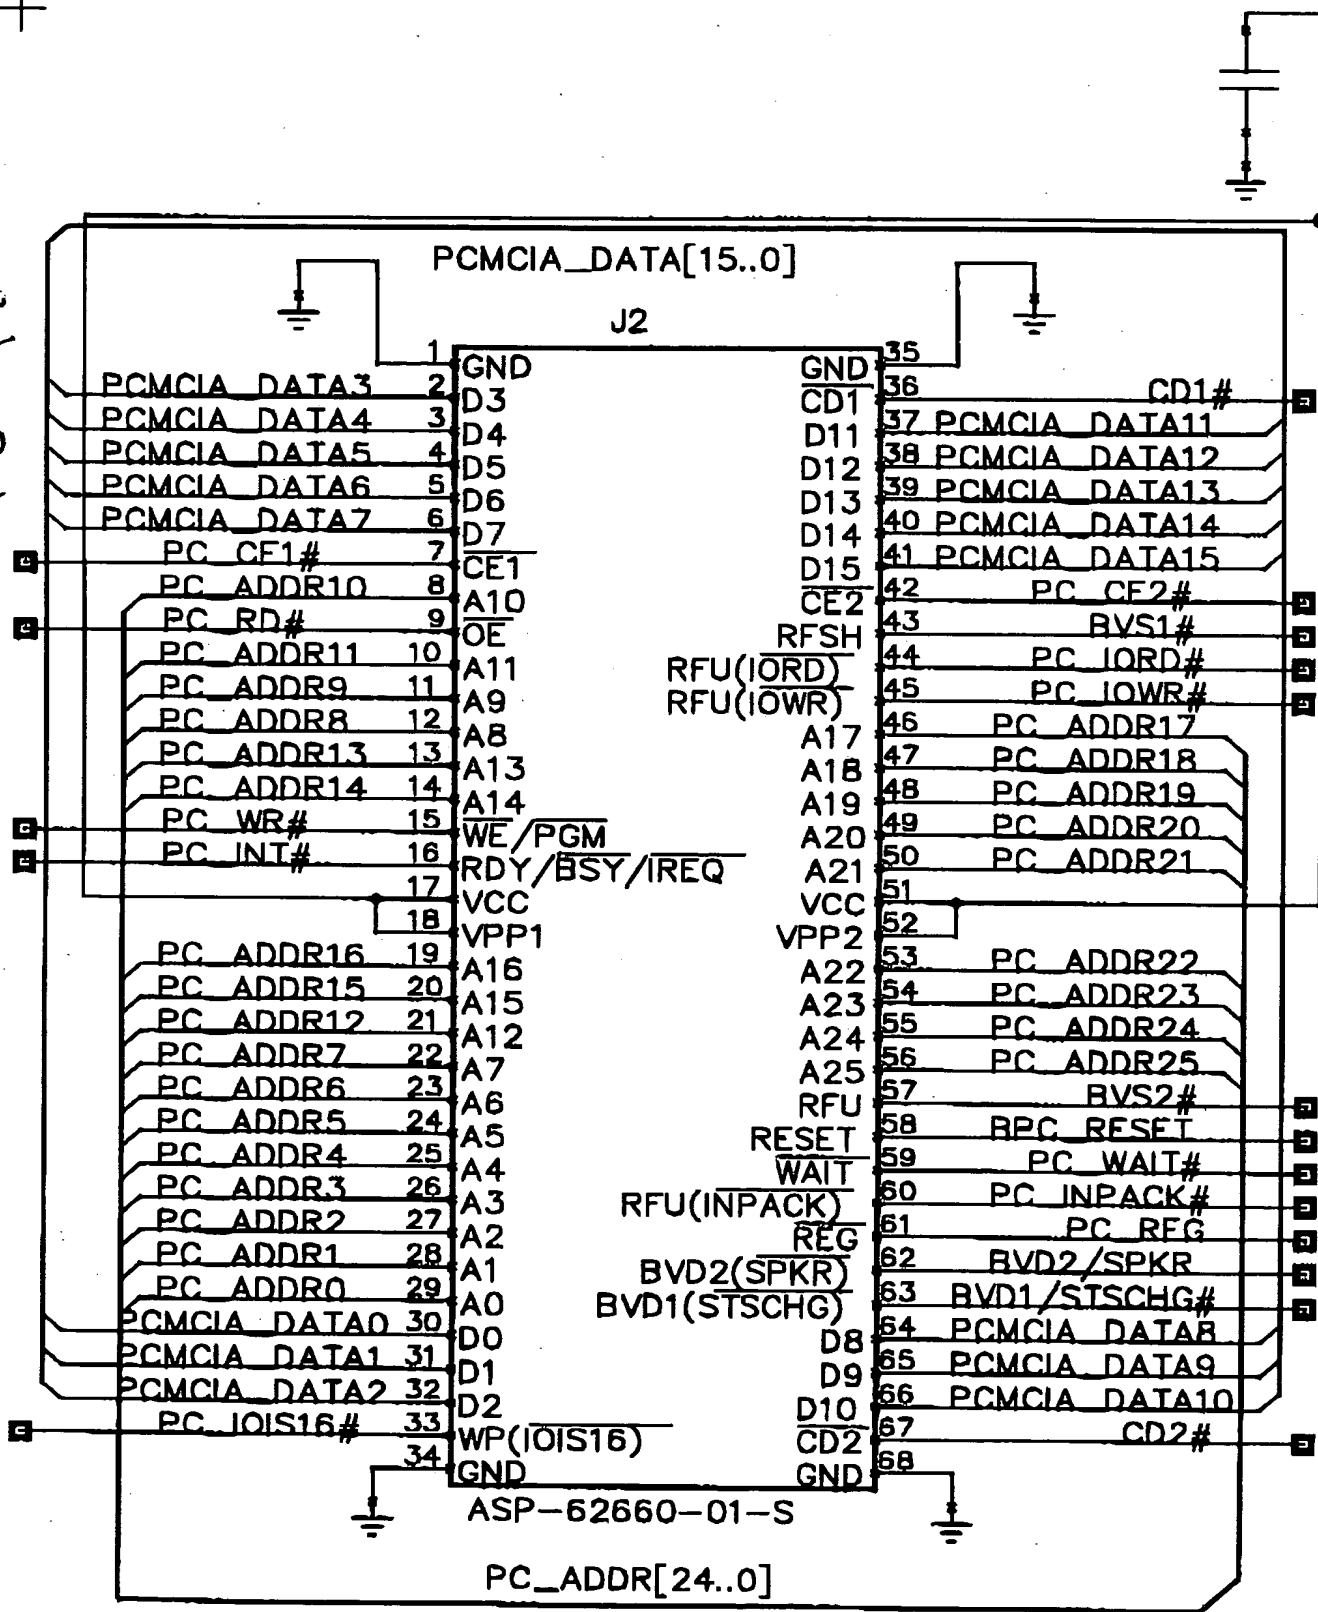 PCMCIA_DATA[15..0]
J2
1 GND
PCMCIA_DATA3 2 D3
PCMCIA_DATA4 3 D4
PCMCIA_DATA5 4 D5
PCMCIA_DATA6 5 D6
PCMCIA_DATA7 6 D7
PC_CE1# 7 CE1
PC_ADDR10 8 A10
PC_RD# 9 OE
PC_ADDR11 10 A11
PC_ADDR9 11 A9
PC_ADDR8 12 A8
PC_ADDR13 13 A13
PC_ADDR14 14 A14
PC_WR# 15 WE/PGM
PC_INT# 16 RDY/BSY/IREQ
17 VCC
18 VPP1
PC_ADDR16 19 A16
PC_ADDR15 20 A15
PC_ADDR12 21 A12
PC_ADDR7 22 A7
PC_ADDR6 23 A6
PC_ADDR5 24 A5
PC_ADDR4 25 A4
PC_ADDR3 26 A3
PC_ADDR2 27 A2
PC_ADDR1 28 A1
PC_ADDR0 29 A0
PCMCIA_DATA0 30 D0
PCMCIA_DATA1 31 D1
PCMCIA_DATA2 32 D2
PC_IOIS16# 33 WP(IOIS16)
34 GND
GND 35
CD1 36 CD1#
D11 37 PCMCIA_DATA11
D12 38 PCMCIA_DATA12
D13 39 PCMCIA_DATA13
D14 40 PCMCIA_DATA14
D15 41 PCMCIA_DATA15
CE2 42 PC_CE2#
RFSH 43 BVS1#
RFU(IORD) 44 PC_IORD#
RFU(IOWR) 45 PC_IOWR#
A17 46 PC_ADDR17
A18 47 PC_ADDR18
A19 48 PC_ADDR19
A20 49 PC_ADDR20
A21 50 PC_ADDR21
VCC 51
VPP2 52
A22 53 PC_ADDR22
A23 54 PC_ADDR23
A24 55 PC_ADDR24
A25 56 PC_ADDR25
RFU 57 BVS2#
RESET 58 BPC_RESET
WAIT 59 PC_WAIT#
RFU(INPACK) 60 PC_INPACK#
REG 61 PC_REG
BVD2(SPKR) 62 BVD2/SPKR
BVD1(STSCHG) 63 BVD1/STSCHG#
D8 64 PCMCIA_DATA8
D9 65 PCMCIA_DATA9
D10 66 PCMCIA_DATA10
CD2 67 CD2#
GND 68
ASP-62660-01-S
PC_ADDR[24..0]